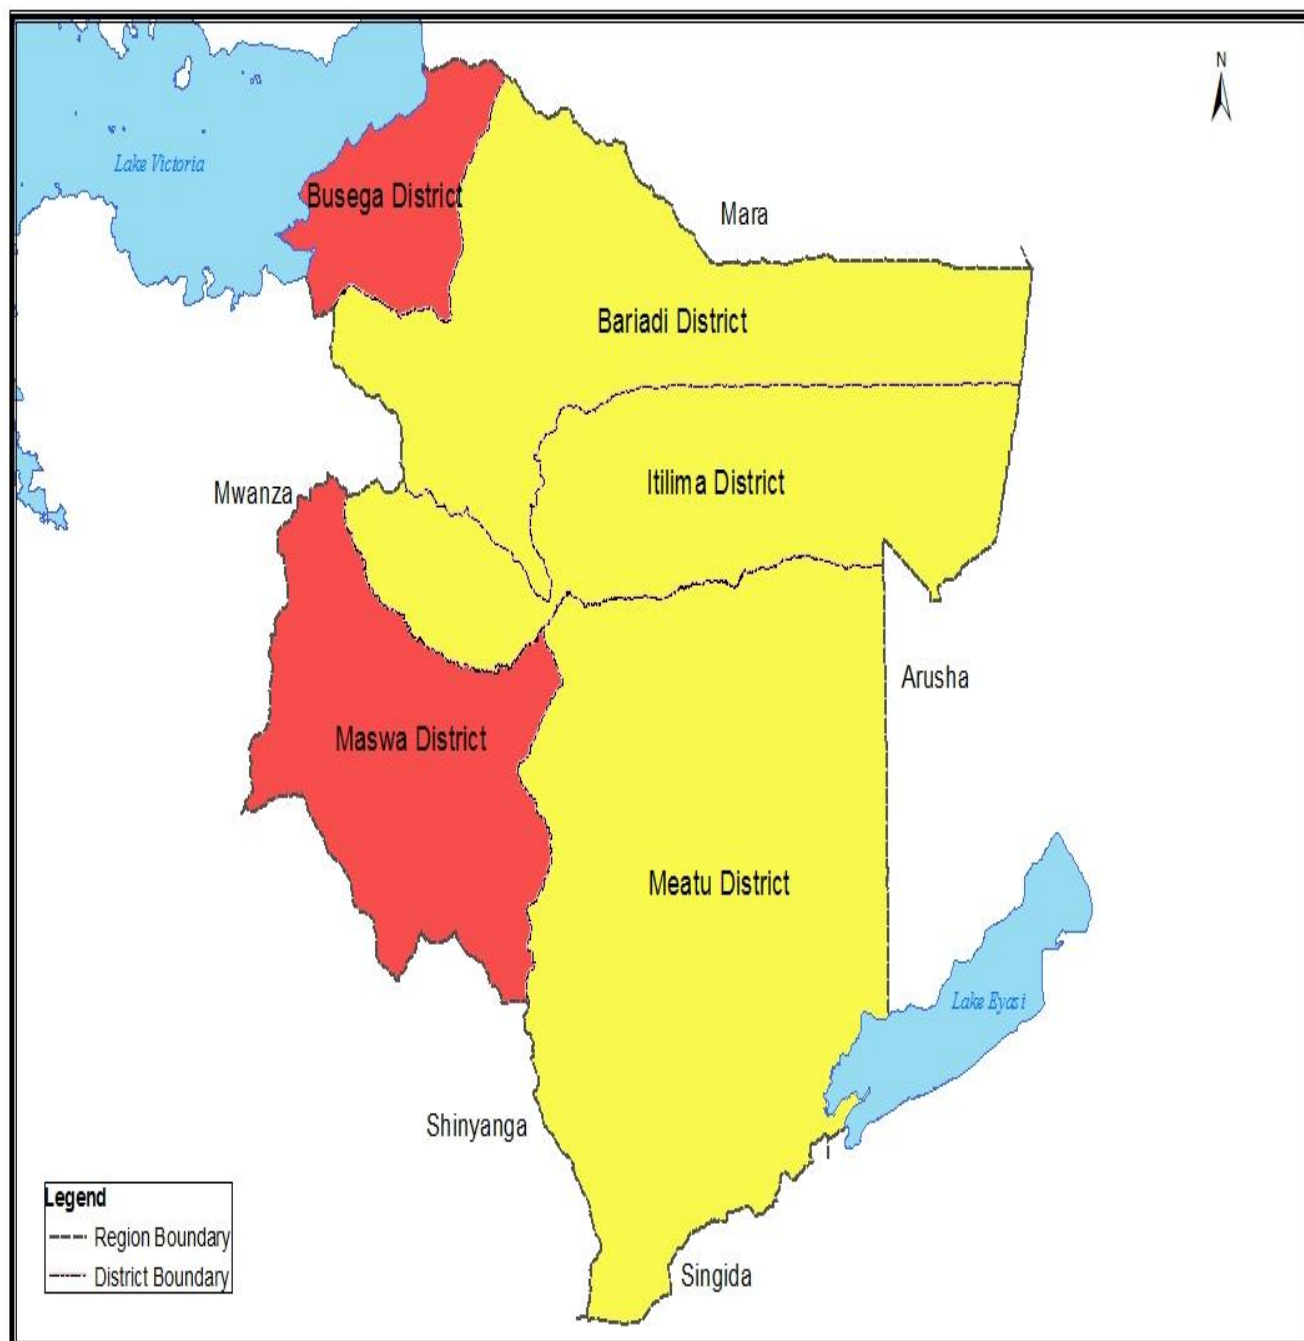 N
Lake Victoria
Busega District
Mara
Bariadi District
Itilima District
Mwanza
Arusha
Maswa District
Meatu District
Lake Eyasi
Shinyanga
Singida
Legend
Region Boundary
District Boundary